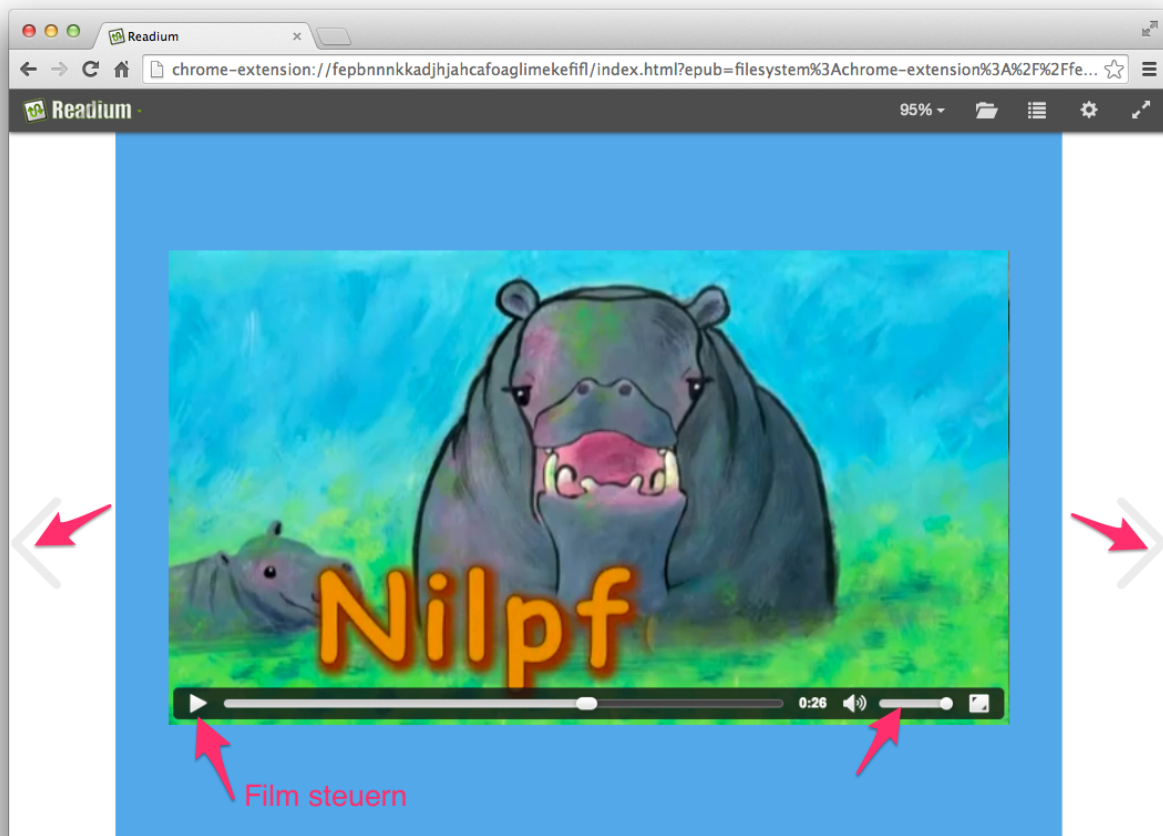 Readium
chrome-extension://fepbnnnkkadjhjahcafoaglimekefifl/index.html?epub=filesystem%3Achrome-extension%3A%2F%2Ffe...
Readium
95%
Nilpf
0:26
Film steuern